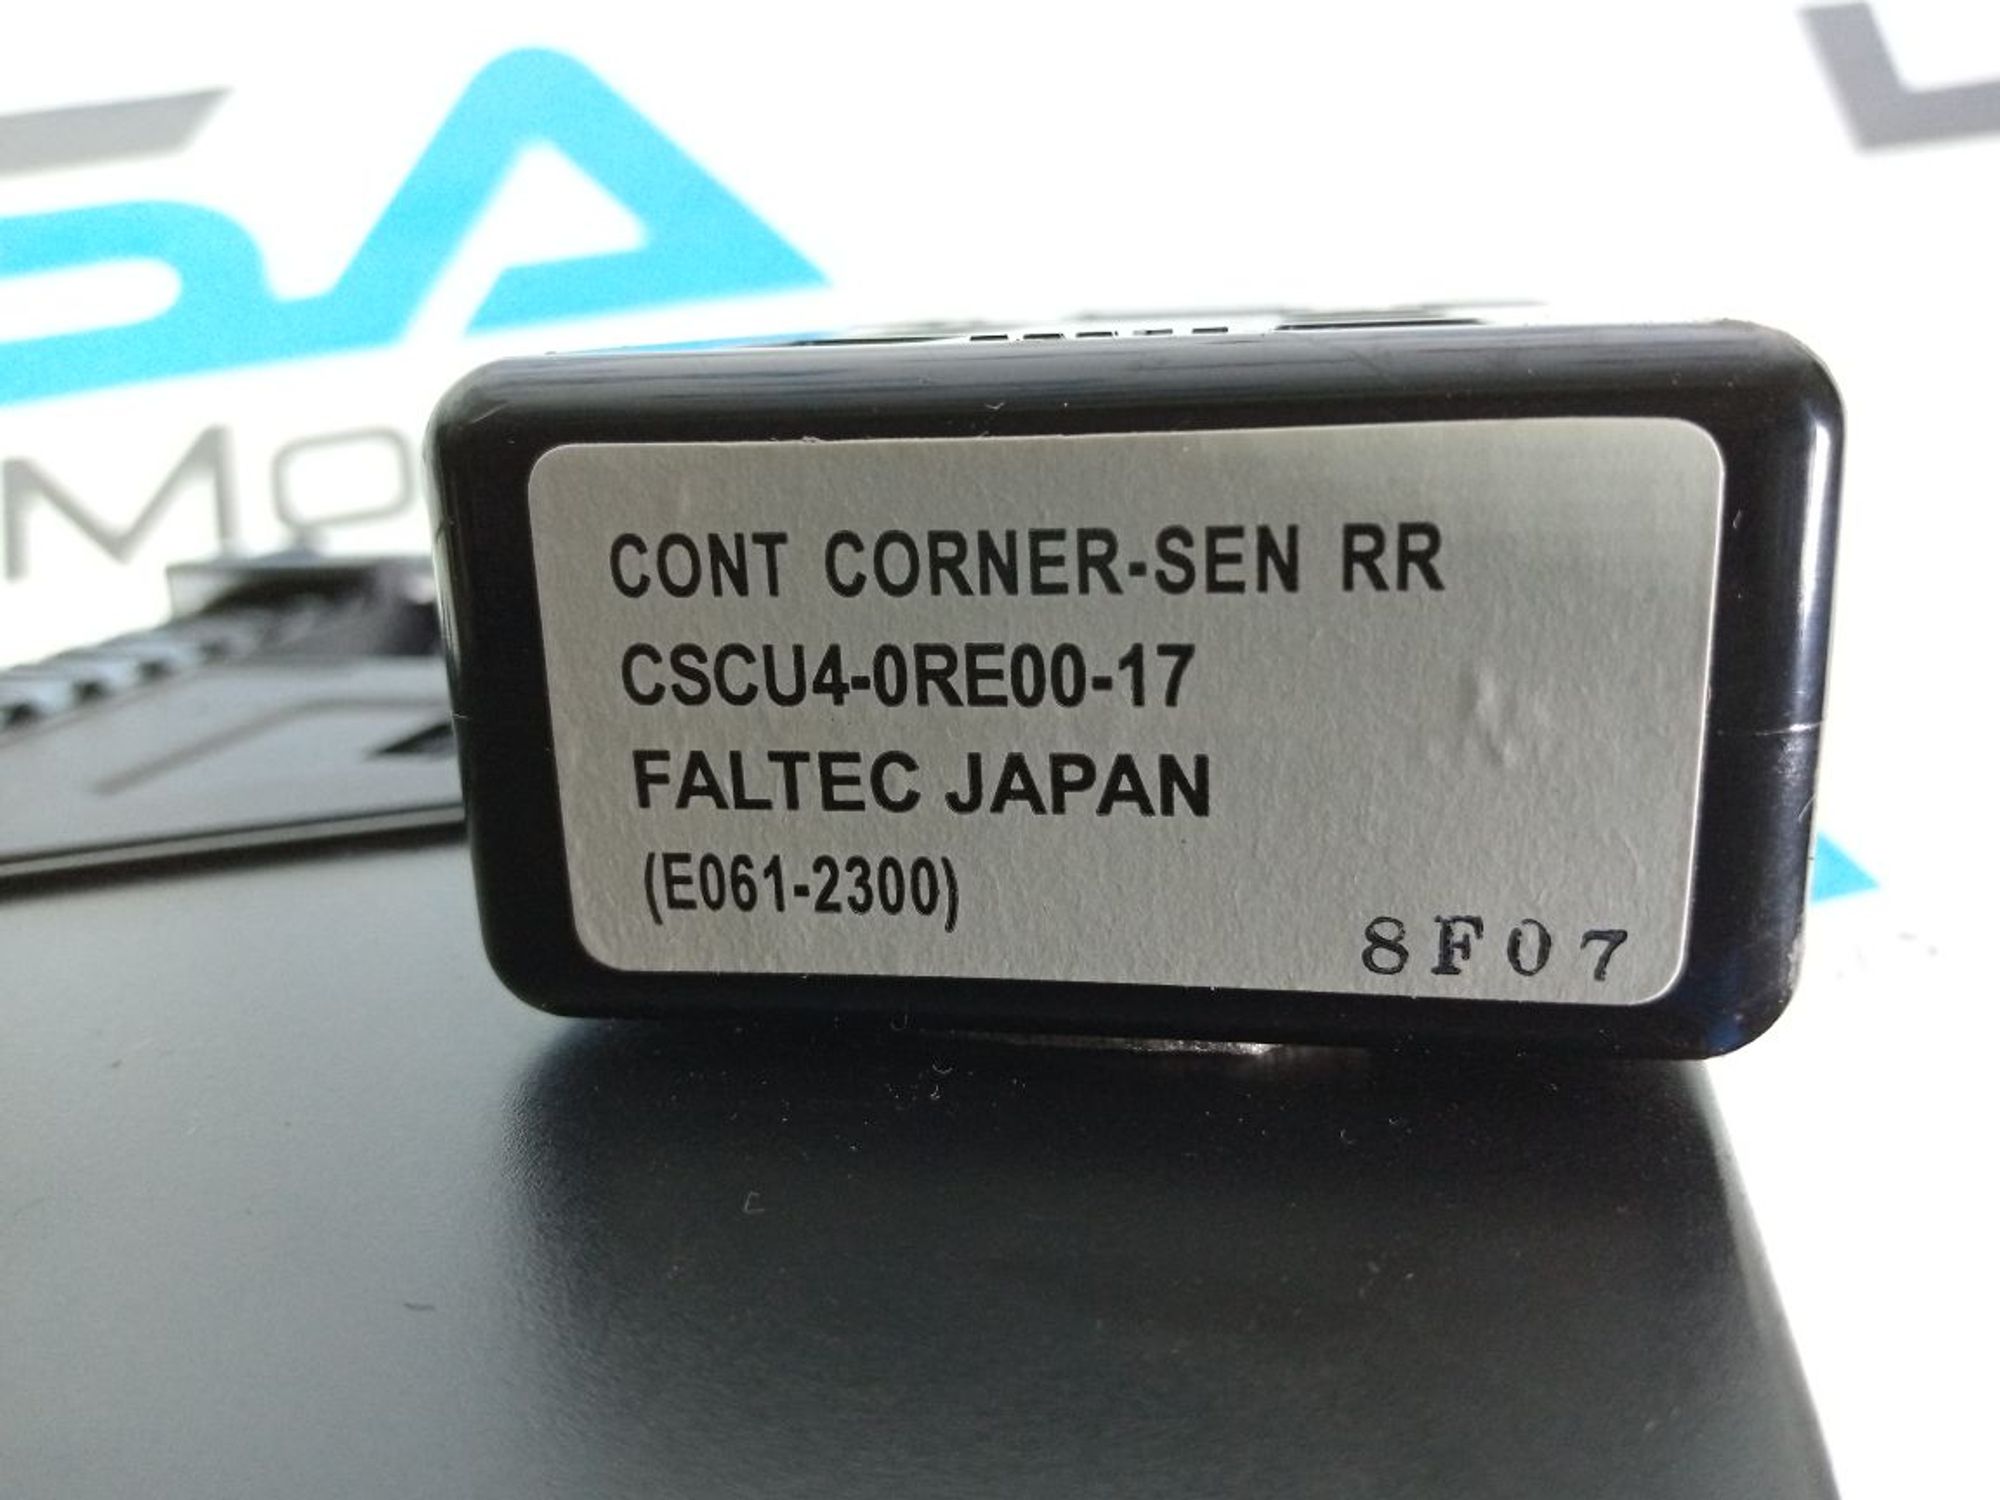 CONT CORNER-SEN RR
CSCU4-0RE00-17
FALTEC JAPAN
(E061-2300)
8F07